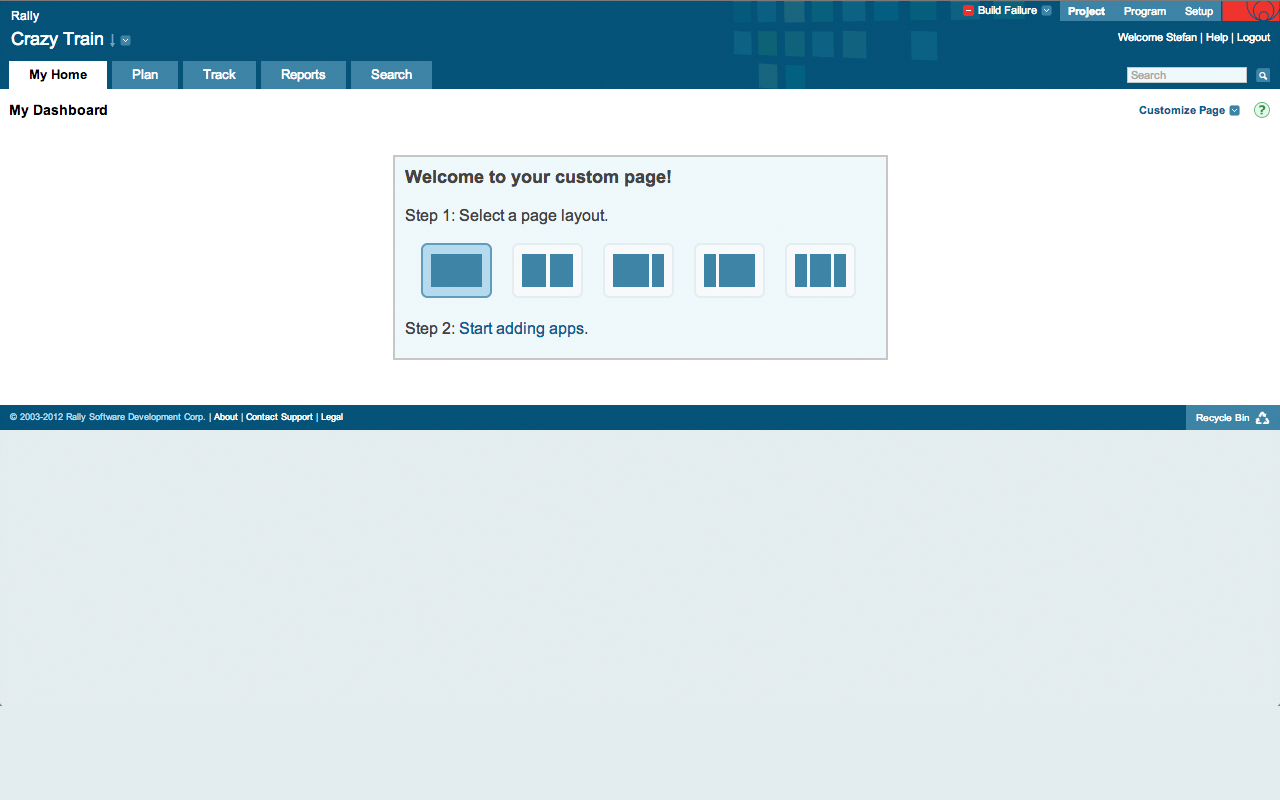 Rally
Build Failure
Project Program Setup
Crazy Train
Welcome Stefan | Help | Logout
My Home Plan Track Reports Search
Search
My Dashboard
Customize Page
?
Welcome to your custom page!
Step 1: Select a page layout.
Step 2: Start adding apps.
© 2003-2012 Rally Software Development Corp. | About | Contact Support | Legal
Recycle Bin